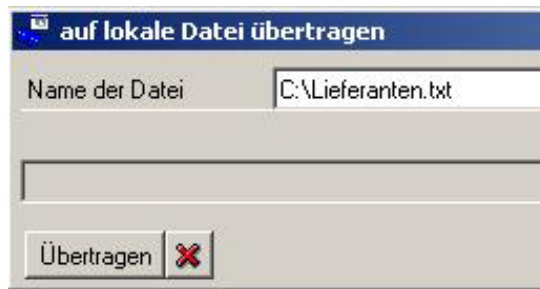 auf lokale Datei übertragen
Name der Datei C:\Lieferanten.txt
Übertragen